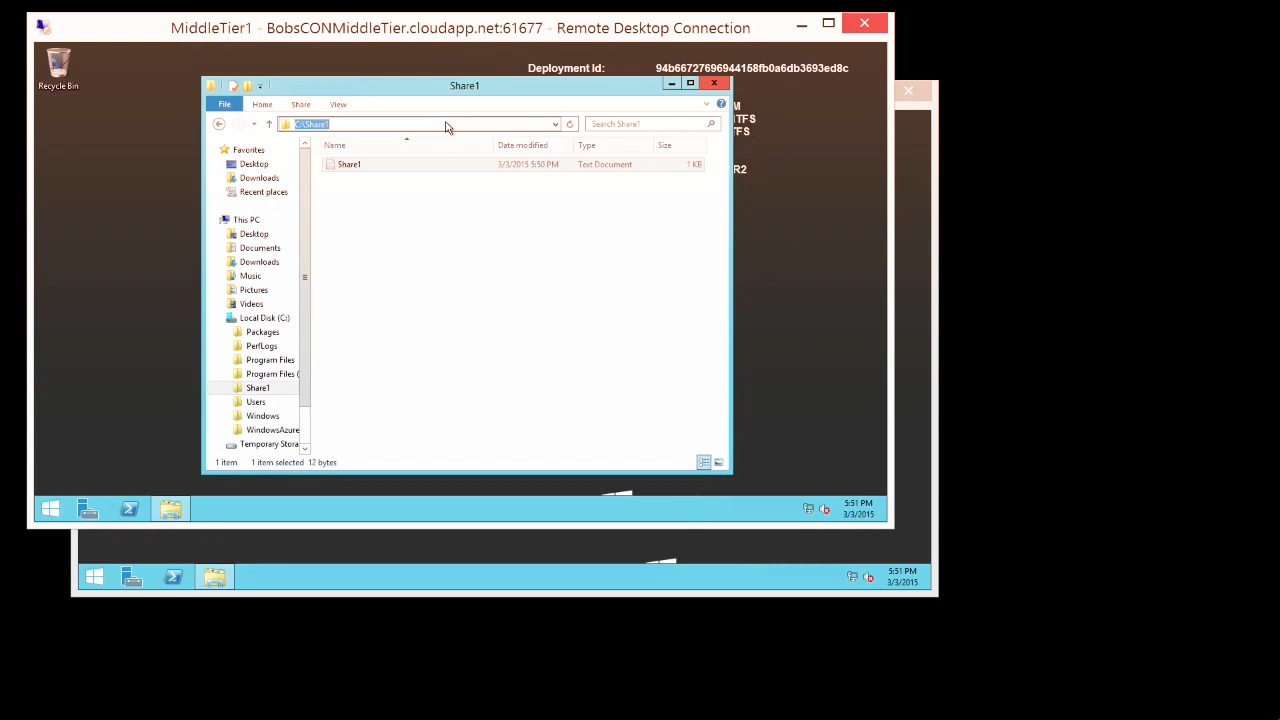 MiddleTier1 - BobsCONMiddleTier.cloudapp.net:61677 - Remote Desktop Connection
Recycle Bin
Deployment Id: 94b66727696944158fb0a6db3693ed8c
M
TFS
TFS
R2
Share1
File Home Share View
C:\Share1
Search Share1
Name Date modified Type Size
Share1 3/3/2015 5:50 PM Text Document 1 KB
Favorites
Desktop
Downloads
Recent places
This PC
Desktop
Documents
Downloads
Music
Pictures
Videos
Local Disk (C:)
Packages
PerfLogs
Program Files
Program Files (
Share1
Users
Windows
WindowsAzure
Temporary Stora
1 item 1 item selected 12 bytes
5:51 PM
3/3/2015
5:51 PM
3/3/2015